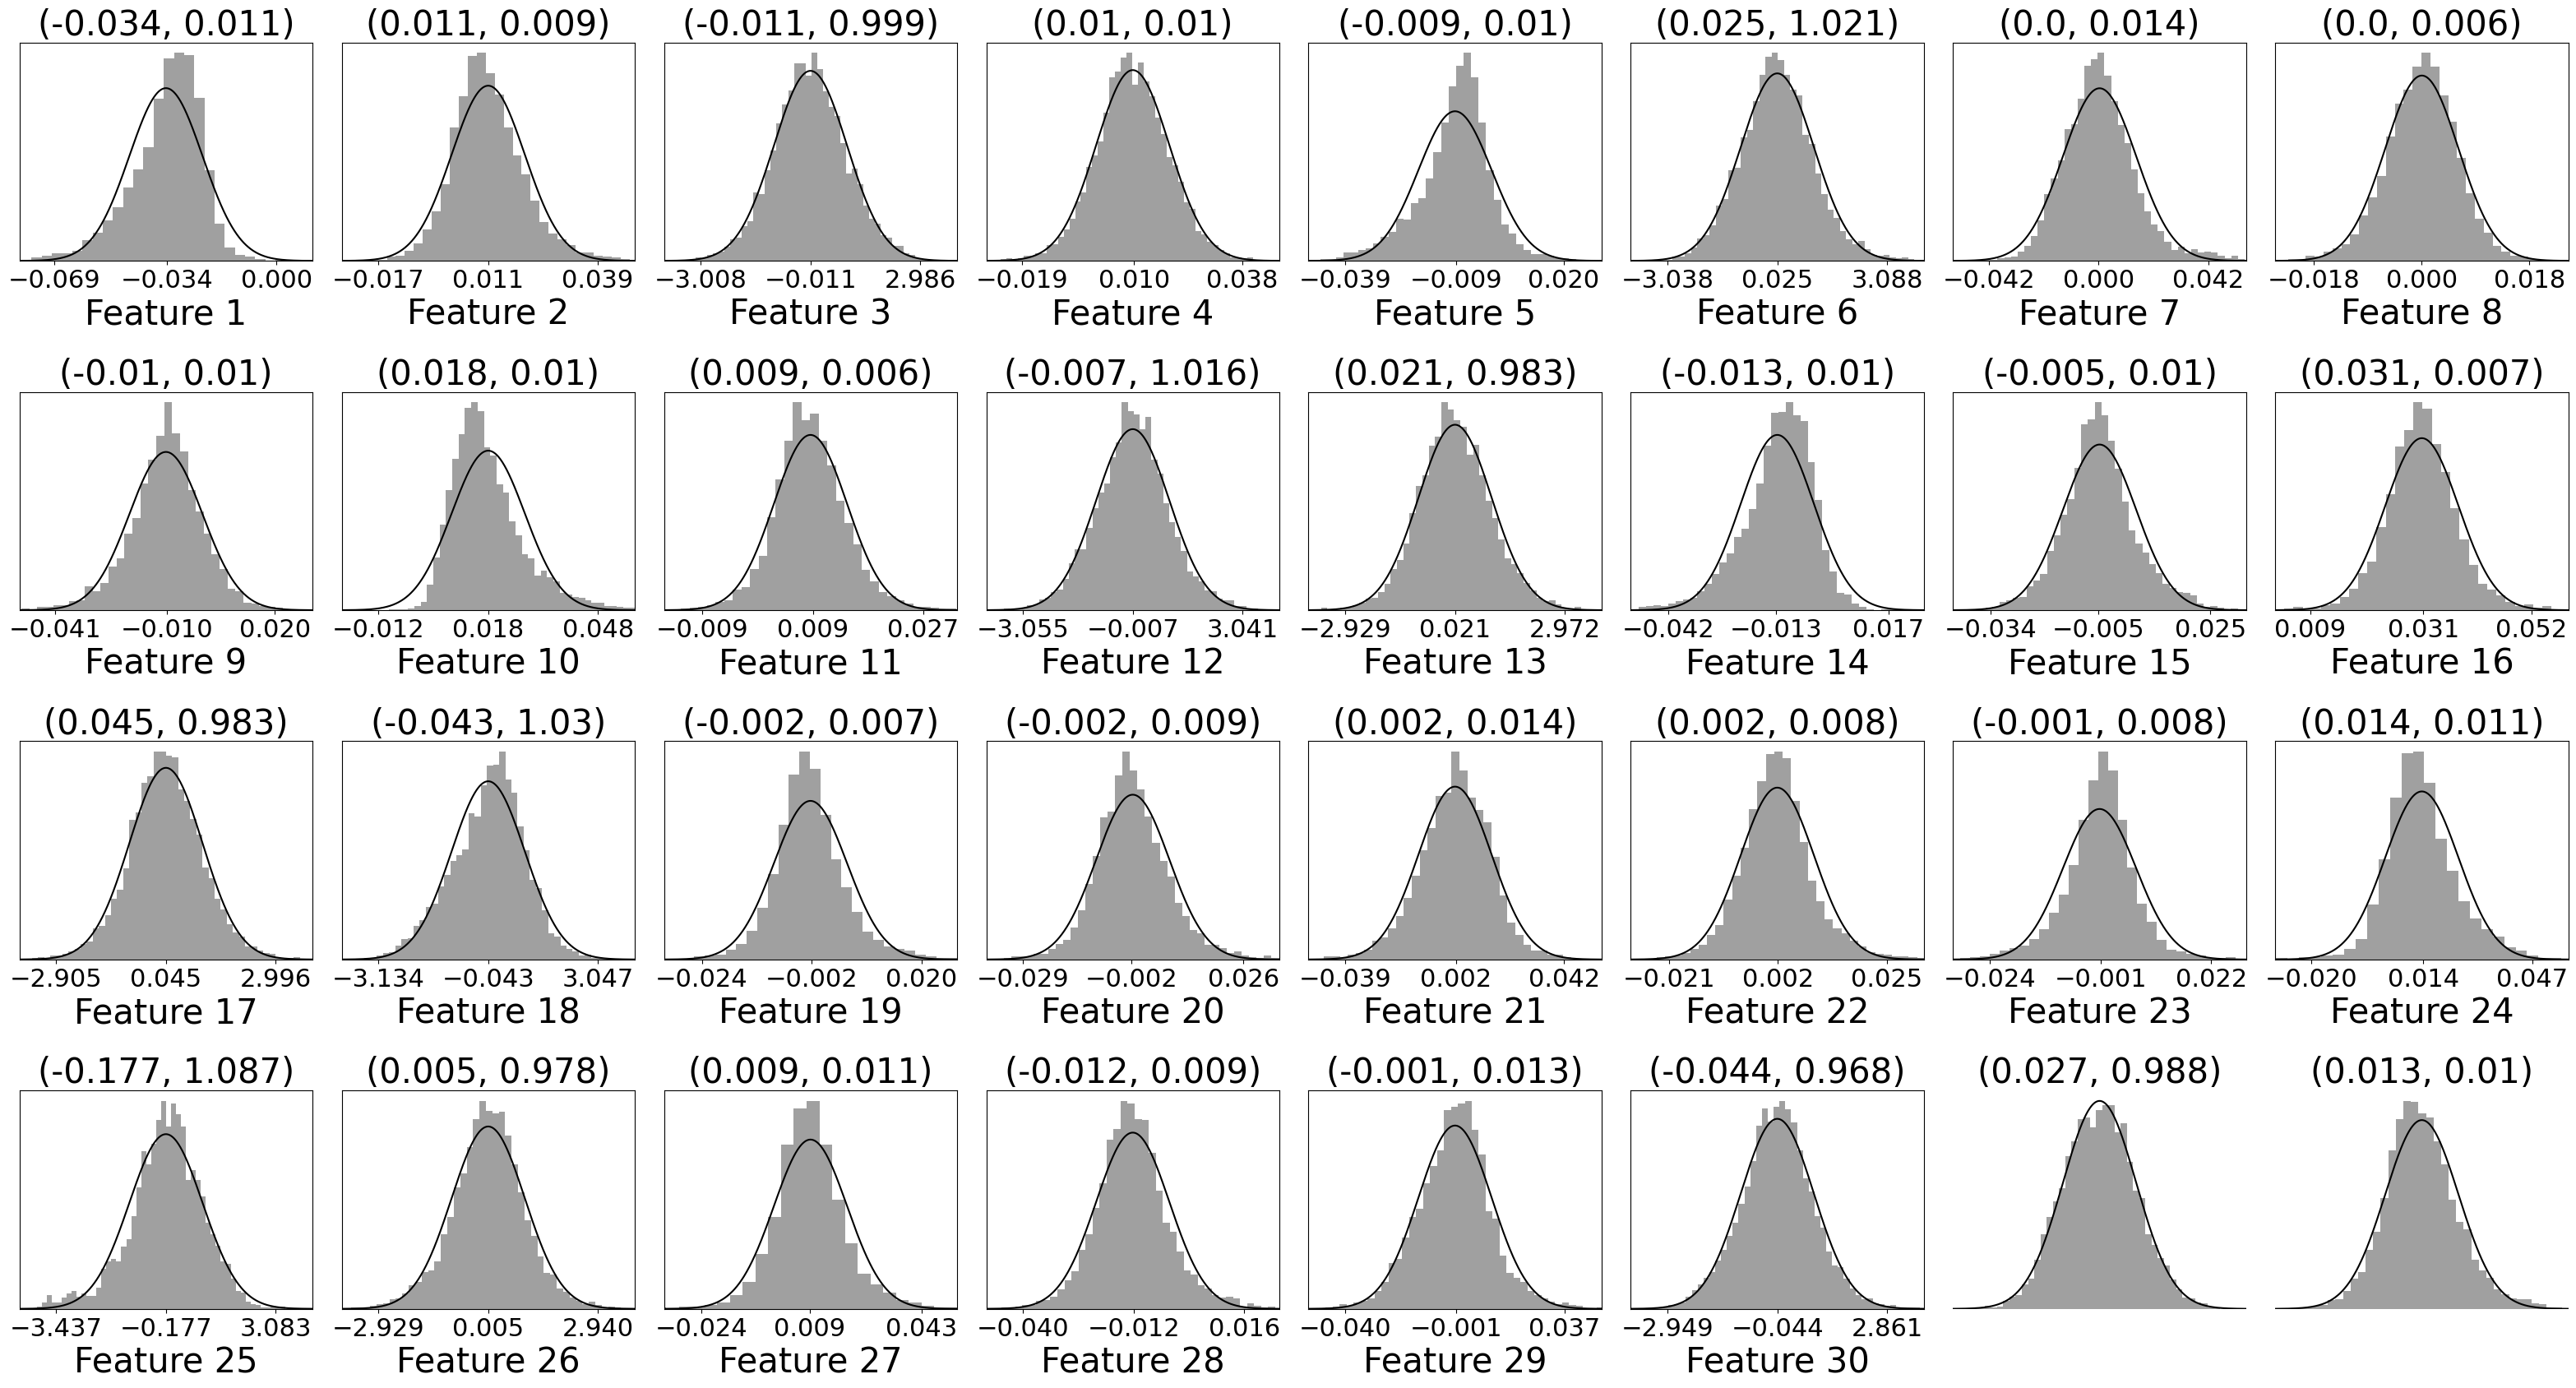 (-0.034, 0.011) (0.011, 0.009) (-0.011, 0.999) (0.01, 0.01) (-0.009, 0.01) (0.025, 1.021) (0.0, 0.014) (0.0, 0.006)
−0.069 −0.034 0.000 −0.017 0.011 0.039 −3.008 −0.011 2.986 −0.019 0.010 0.038 −0.039 −0.009 0.020 −3.038 0.025 3.088 −0.042 0.000 0.042 −0.018 0.000 0.018
Feature 1 Feature 2 Feature 3 Feature 4 Feature 5 Feature 6 Feature 7 Feature 8
(-0.01, 0.01) (0.018, 0.01) (0.009, 0.006) (-0.007, 1.016) (0.021, 0.983) (-0.013, 0.01) (-0.005, 0.01) (0.031, 0.007)
−0.041 −0.010 0.020 −0.012 0.018 0.048 −0.009 0.009 0.027 −3.055 −0.007 3.041 −2.929 0.021 2.972 −0.042 −0.013 0.017 −0.034 −0.005 0.025 0.009 0.031 0.052
Feature 9 Feature 10 Feature 11 Feature 12 Feature 13 Feature 14 Feature 15 Feature 16
(0.045, 0.983) (-0.043, 1.03) (-0.002, 0.007) (-0.002, 0.009) (0.002, 0.014) (0.002, 0.008) (-0.001, 0.008) (0.014, 0.011)
−2.905 0.045 2.996 −3.134 −0.043 3.047 −0.024 −0.002 0.020 −0.029 −0.002 0.026 −0.039 0.002 0.042 −0.021 0.002 0.025 −0.024 −0.001 0.022 −0.020 0.014 0.047
Feature 17 Feature 18 Feature 19 Feature 20 Feature 21 Feature 22 Feature 23 Feature 24
(-0.177, 1.087) (0.005, 0.978) (0.009, 0.011) (-0.012, 0.009) (-0.001, 0.013) (-0.044, 0.968) (0.027, 0.988) (0.013, 0.01)
−3.437 −0.177 3.083 −2.929 0.005 2.940 −0.024 0.009 0.043 −0.040 −0.012 0.016 −0.040 −0.001 0.037 −2.949 −0.044 2.861
Feature 25 Feature 26 Feature 27 Feature 28 Feature 29 Feature 30